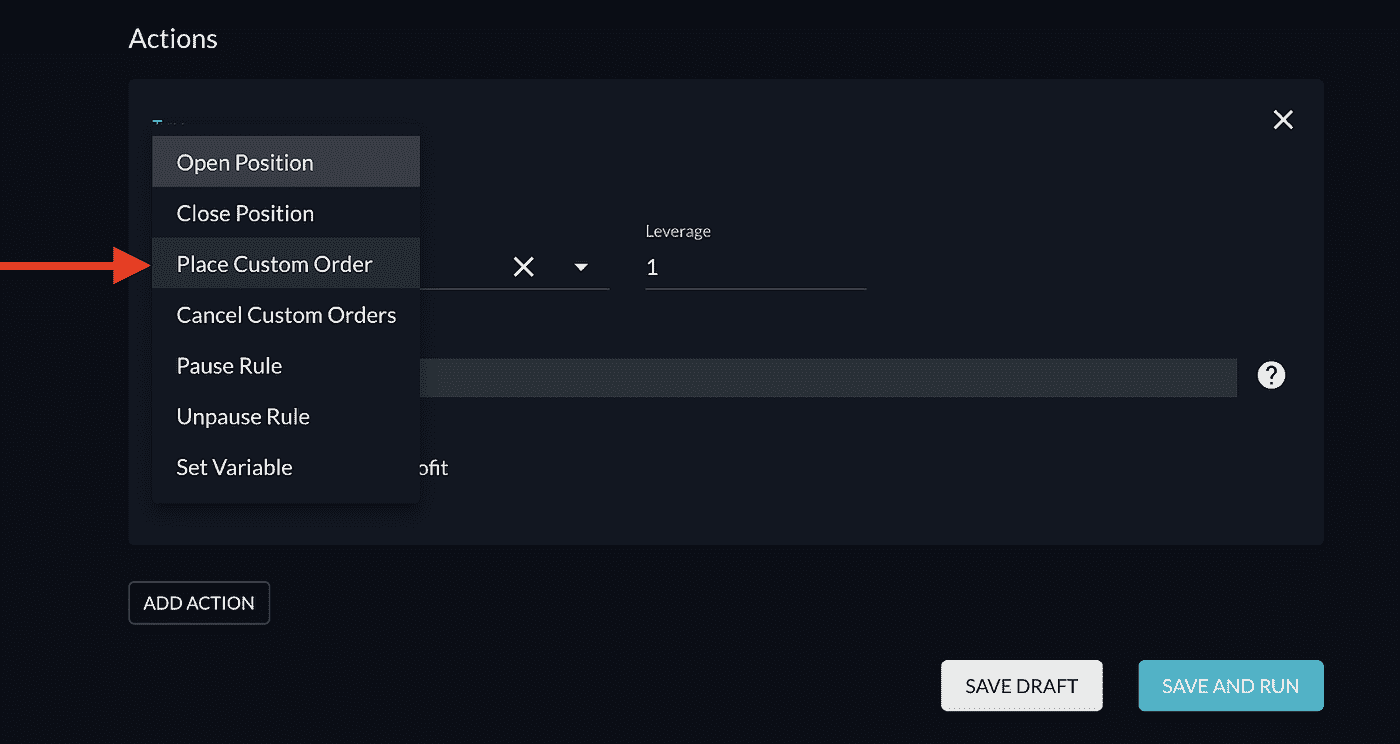 Actions
Open Position
Close Position
Leverage
Place Custom Order
1
Cancel Custom Orders
Pause Rule
?
Unpause Rule
Set Variable
ofit
ADD ACTION
SAVE DRAFT
SAVE AND RUN